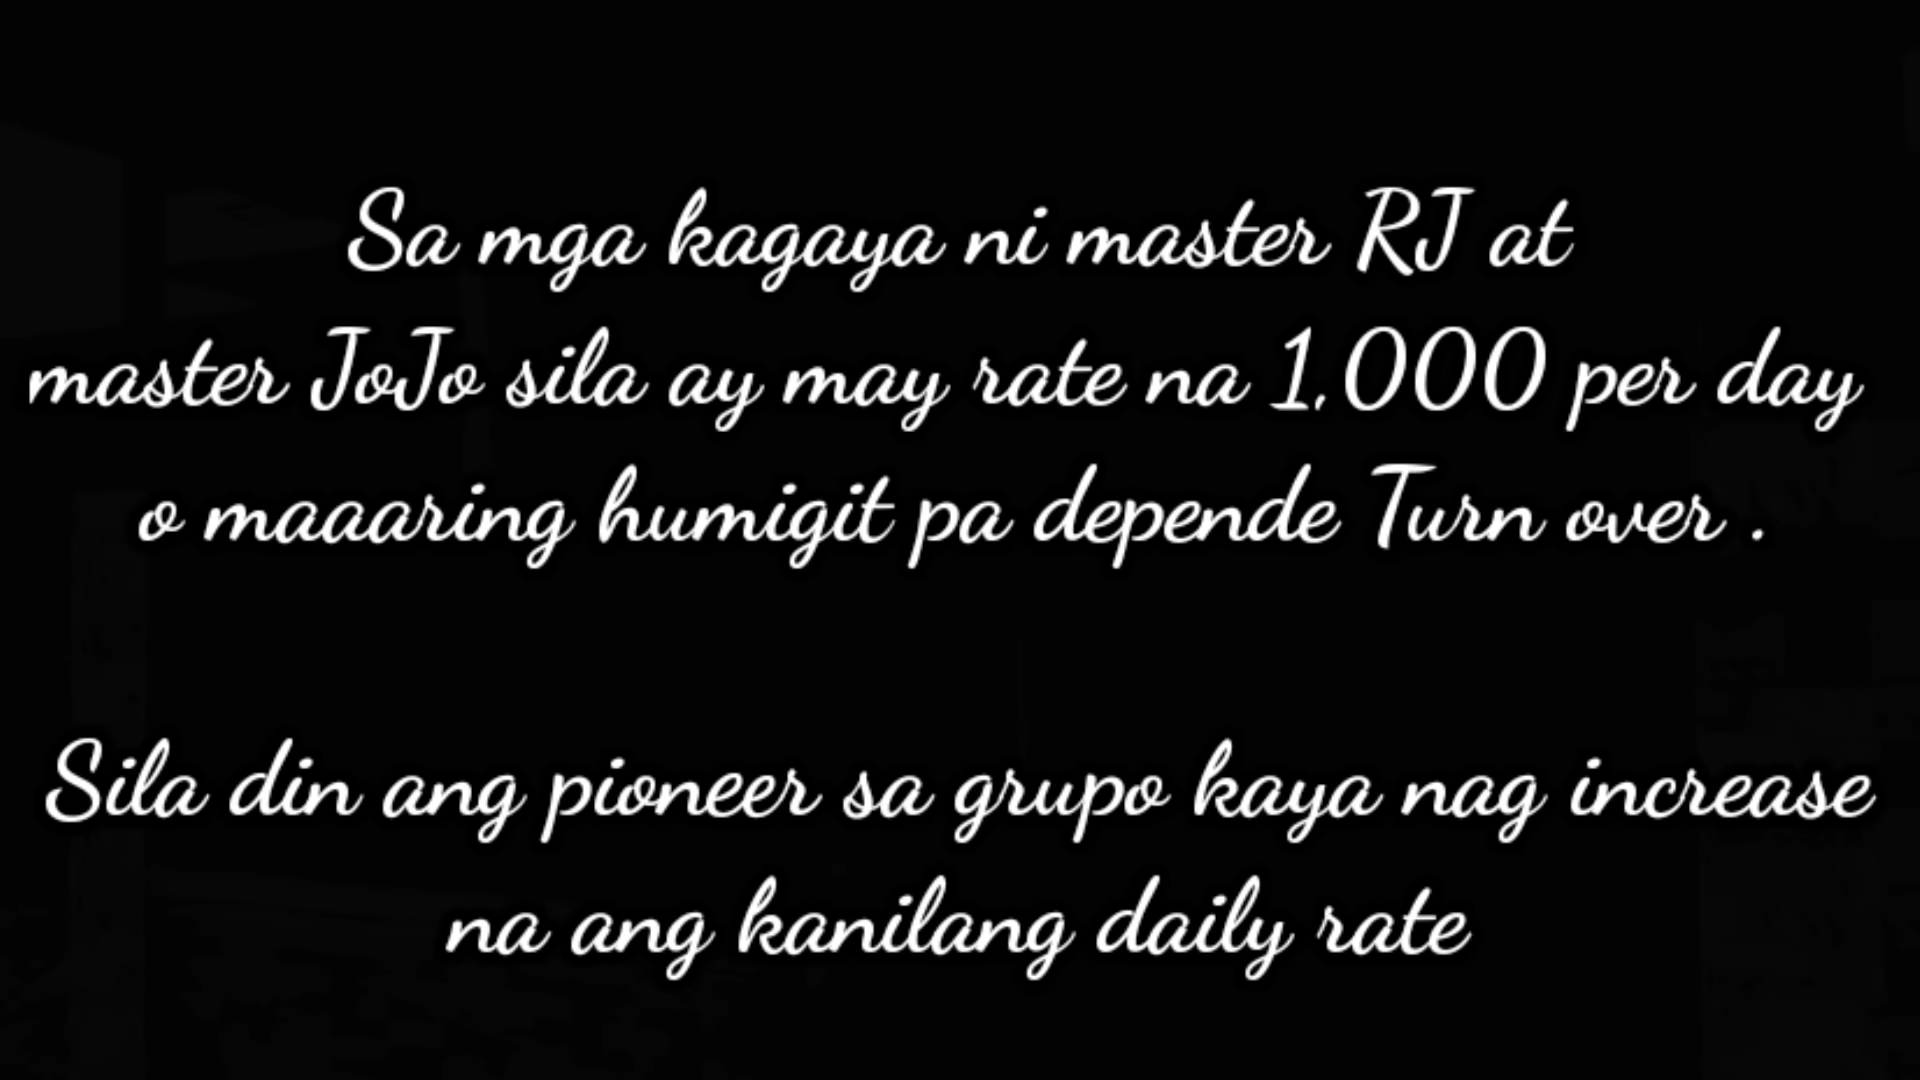 Sa mga kagaya ni master RJ at
master JoJo sila ay may rate na 1,000 per day
o maaaring humigit pa depende Turn over .
Sila din ang pioneer sa grupo kaya nag increase
na ang kanilang daily rate